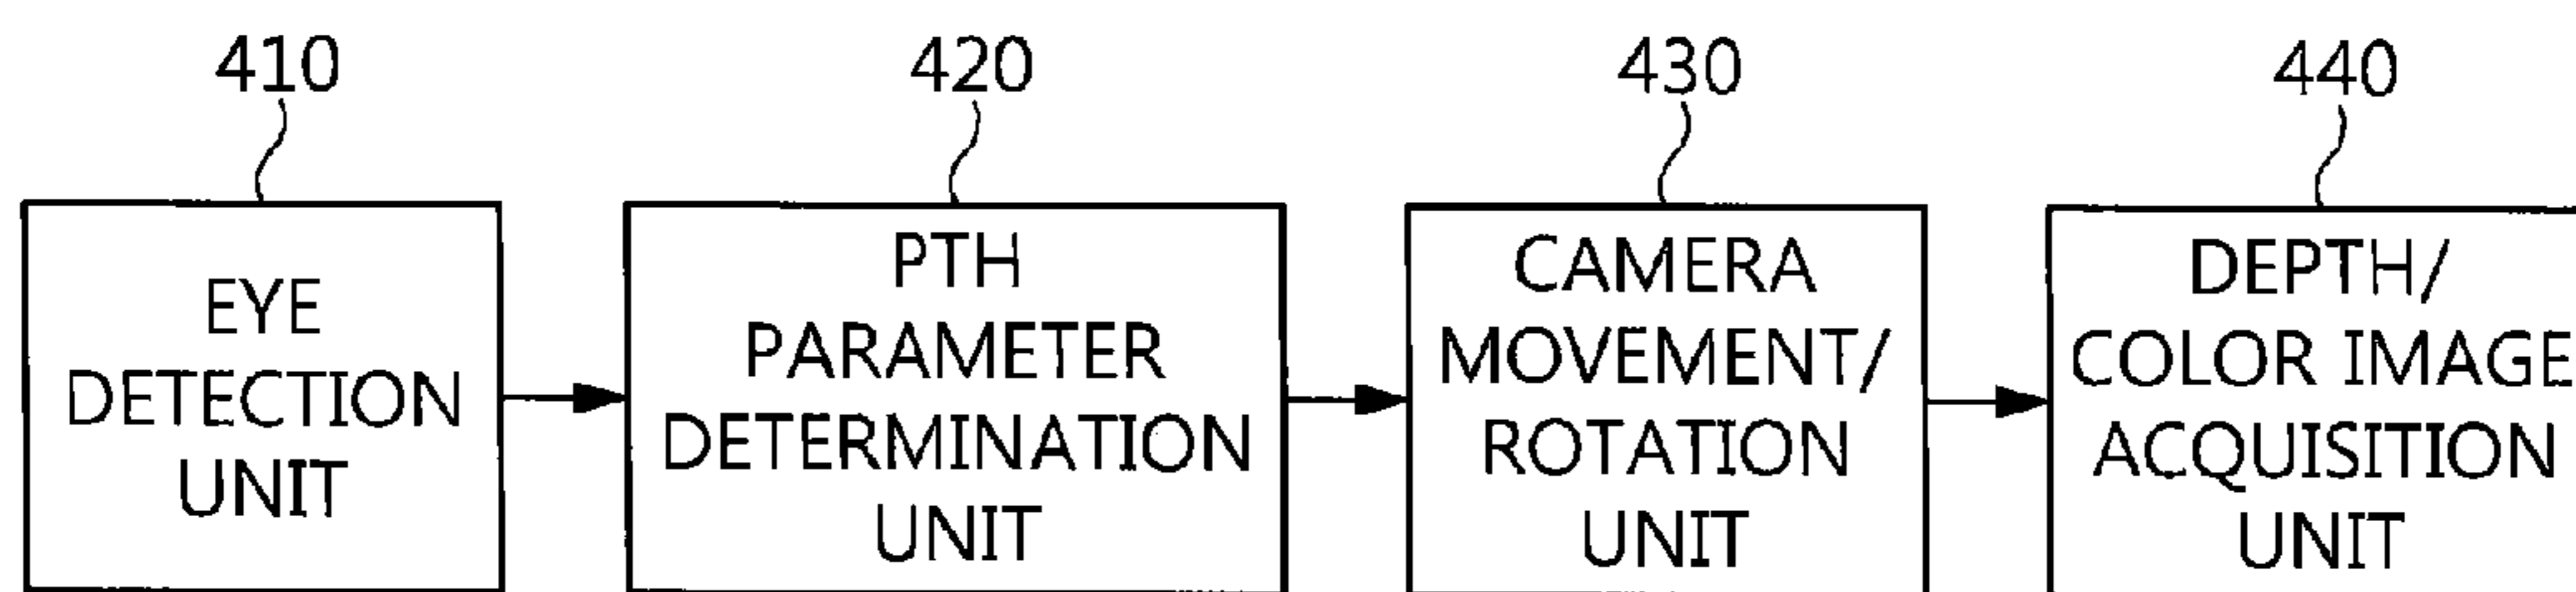 410
420
430
440
EYE
DETECTION
UNIT
PTH
PARAMETER
DETERMINATION
UNIT
CAMERA
MOVEMENT/
ROTATION
UNIT
DEPTH/
COLOR IMAGE
ACQUISITION
UNIT